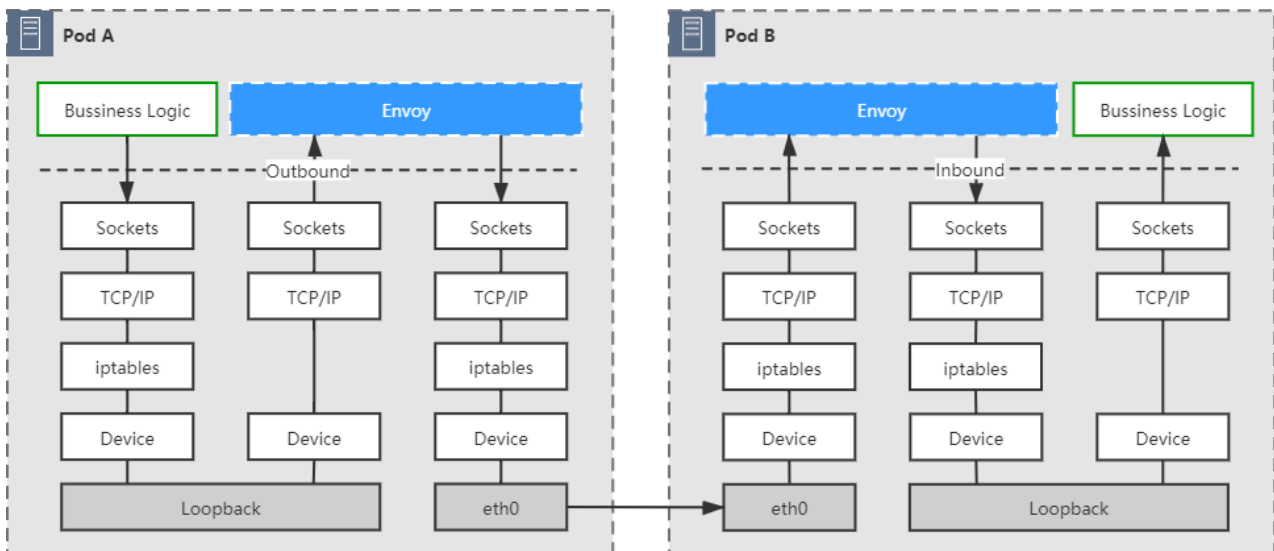 Pod A
Pod B
Bussiness Logic
Envoy
Envoy
Bussiness Logic
Outbound
Inbound
Sockets
Sockets
Sockets
Sockets
Sockets
Sockets
TCP/IP
TCP/IP
TCP/IP
TCP/IP
TCP/IP
TCP/IP
iptables
iptables
iptables
iptables
Device
Device
Device
Device
Device
Device
Loopback
eth0
eth0
Loopback